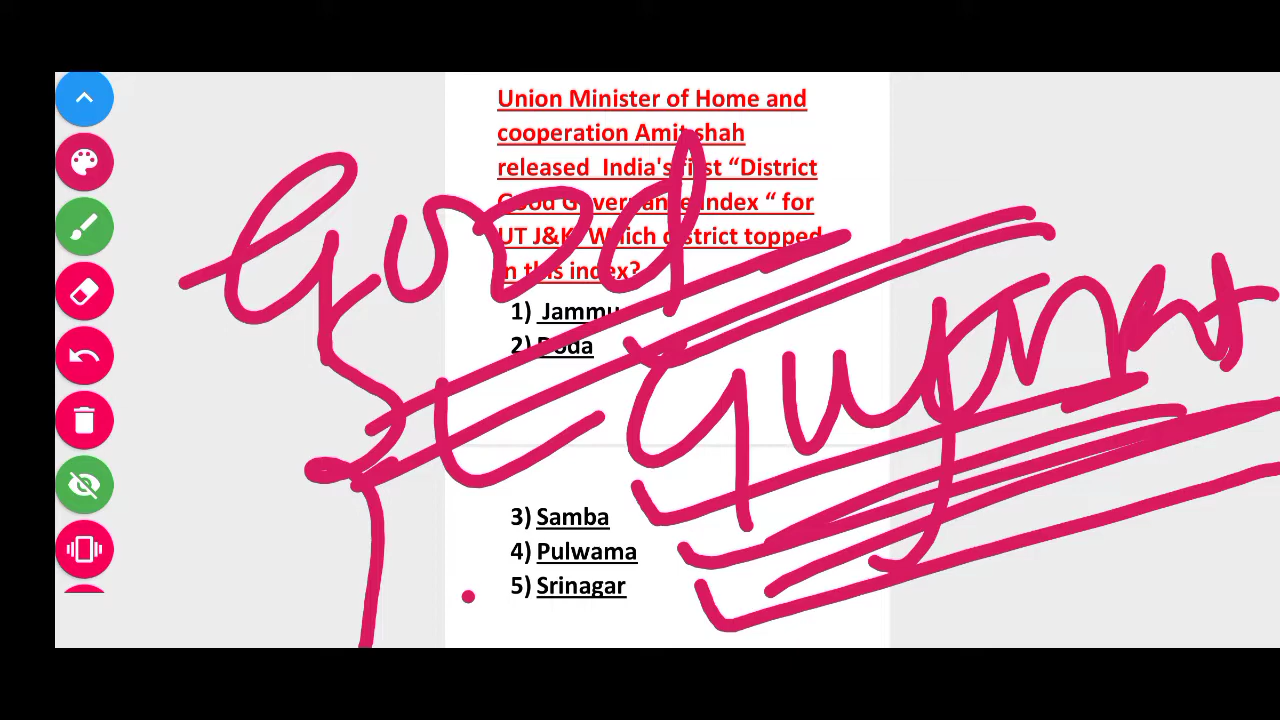 Union Minister of Home and
cooperation Amit shah
released India's first “District
Good Governance Index “ for
UT J&K. Which district topped
in this index?
1) Jammu
2) Doda
3) Samba
4) Pulwama
5) Srinagar
Good